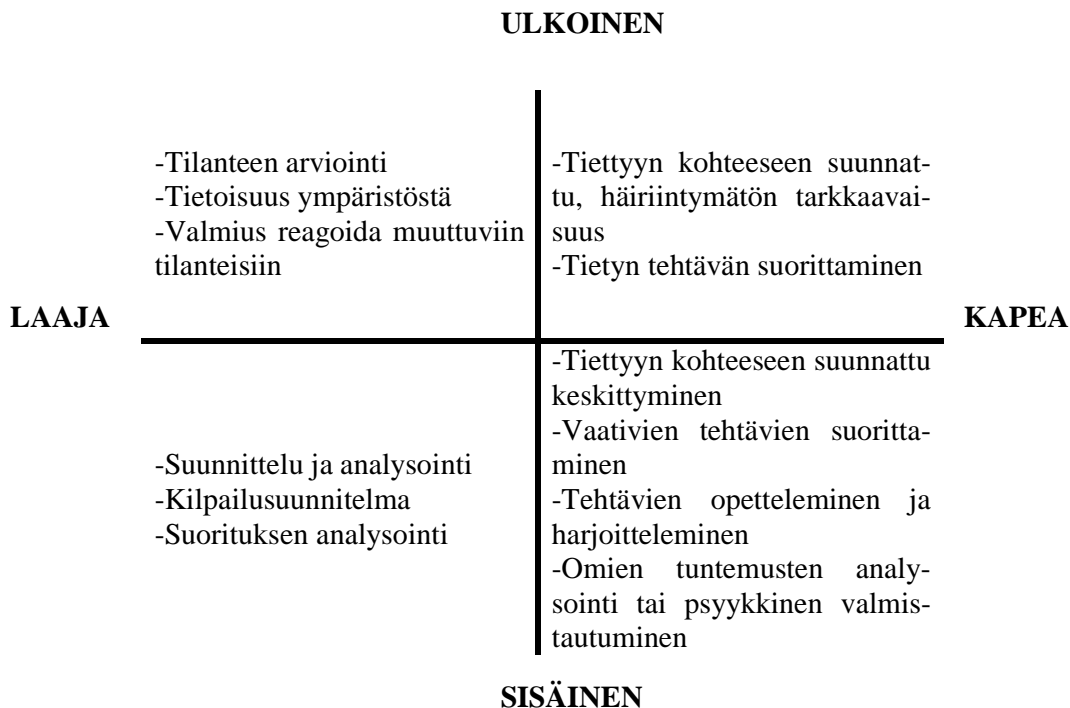 ULKOINEN
-Tilanteen arviointi
-Tietoisuus ympäristöstä
-Valmius reagoida muuttuviin
tilanteisiin
-Tiettyyn kohteeseen suunnat-
tu, häiriintymätön tarkkaavai-
suus
-Tietyn tehtävän suorittaminen
LAAJA
KAPEA
-Suunnittelu ja analysointi
-Kilpailusuunnitelma
-Suorituksen analysointi
-Tiettyyn kohteeseen suunnattu
keskittyminen
-Vaativien tehtävien suoritta-
minen
-Tehtävien opetteleminen ja
harjoitteleminen
-Omien tuntemusten analy-
sointi tai psyykkinen valmis-
tautuminen
SISÄINEN